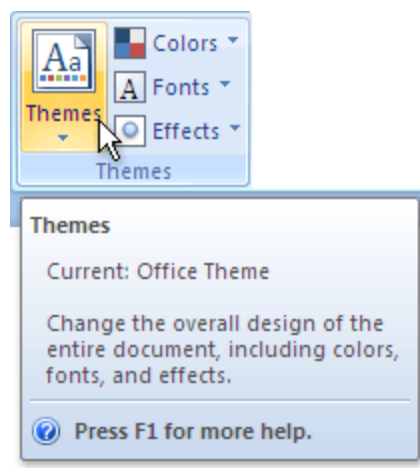 Aa
Colors
A
Fonts
Themes
Effects
Themes
Themes
Current: Office Theme
Change the overall design of the
entire document, including colors,
fonts, and effects.
? Press F1 for more help.